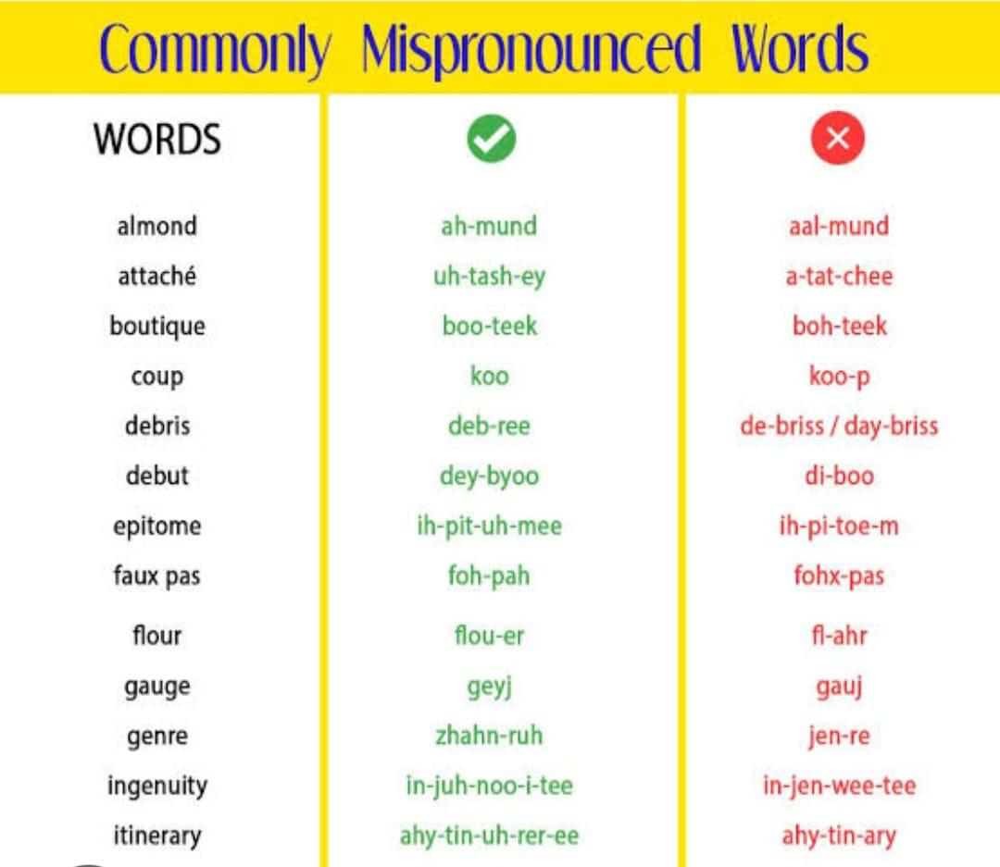 Commonly Mispronounced Words
WORDS
almond ah-mund aal-mund
attaché uh-tash-ey a-tat-chee
boutique boo-teek boh-teek
coup koo koo-p
debris deb-ree de-briss / day-briss
debut dey-byoo di-boo
epitome ih-pit-uh-mee ih-pi-toe-m
faux pas foh-pah fohx-pas
flour flou-er fl-ahr
gauge geyj gauj
genre zhahn-ruh jen-re
ingenuity in-juh-noo-i-tee in-jen-wee-tee
itinerary ahy-tin-uh-rer-ee ahy-tin-ary